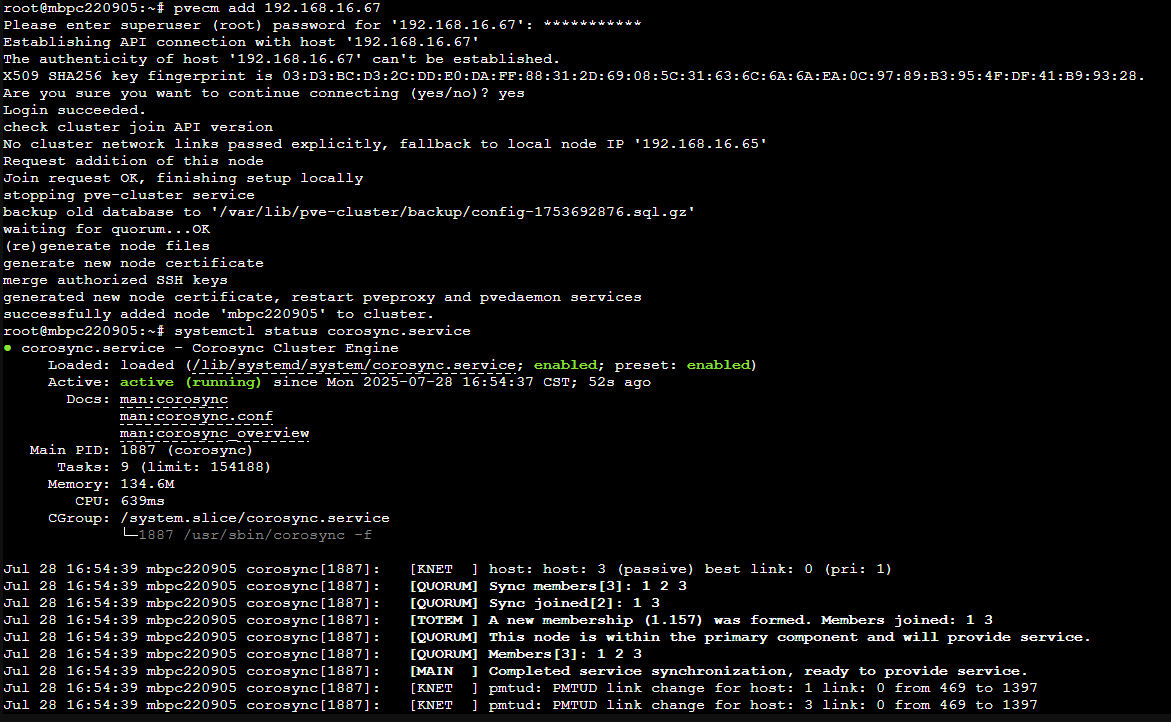 root@mbpc220905:~# pvecm add 192.168.16.67
Please enter superuser (root) password for '192.168.16.67': ***********
Establishing API connection with host '192.168.16.67'
The authenticity of host '192.168.16.67' can't be established.
X509 SHA256 key fingerprint is 03:D3:BC:D3:2C:DD:E0:DA:FF:88:31:2D:69:08:5C:31:63:6C:6A:6A:EA:0C:97:89:B3:95:4F:DF:41:B9:93:28.
Are you sure you want to continue connecting (yes/no)? yes
Login succeeded.
check cluster join API version
No cluster network links passed explicitly, fallback to local node IP '192.168.16.65'
Request addition of this node
Join request OK, finishing setup locally
stopping pve-cluster service
backup old database to '/var/lib/pve-cluster/backup/config-1753692876.sql.gz'
waiting for quorum...OK
(re)generate node files
generate new node certificate
merge authorized SSH keys
generated new node certificate, restart pveproxy and pvedaemon services
successfully added node 'mbpc220905' to cluster.
root@mbpc220905:~# systemctl status corosync.service
● corosync.service - Corosync Cluster Engine
     Loaded: loaded (/lib/systemd/system/corosync.service; enabled; preset: enabled)
     Active: active (running) since Mon 2025-07-28 16:54:37 CST; 52s ago
       Docs: man:corosync
             man:corosync.conf
             man:corosync_overview
   Main PID: 1887 (corosync)
      Tasks: 9 (limit: 154188)
     Memory: 134.6M
        CPU: 639ms
     CGroup: /system.slice/corosync.service
             └─1887 /usr/sbin/corosync -f
Jul 28 16:54:39 mbpc220905 corosync[1887]:   [KNET  ] host: host: 3 (passive) best link: 0 (pri: 1)
Jul 28 16:54:39 mbpc220905 corosync[1887]:   [QUORUM] Sync members[3]: 1 2 3
Jul 28 16:54:39 mbpc220905 corosync[1887]:   [QUORUM] Sync joined[2]: 1 3
Jul 28 16:54:39 mbpc220905 corosync[1887]:   [TOTEM ] A new membership (1.157) was formed. Members joined: 1 3
Jul 28 16:54:39 mbpc220905 corosync[1887]:   [QUORUM] This node is within the primary component and will provide service.
Jul 28 16:54:39 mbpc220905 corosync[1887]:   [QUORUM] Members[3]: 1 2 3
Jul 28 16:54:39 mbpc220905 corosync[1887]:   [MAIN  ] Completed service synchronization, ready to provide service.
Jul 28 16:54:39 mbpc220905 corosync[1887]:   [KNET  ] pmtud: PMTUD link change for host: 1 link: 0 from 469 to 1397
Jul 28 16:54:39 mbpc220905 corosync[1887]:   [KNET  ] pmtud: PMTUD link change for host: 3 link: 0 from 469 to 1397